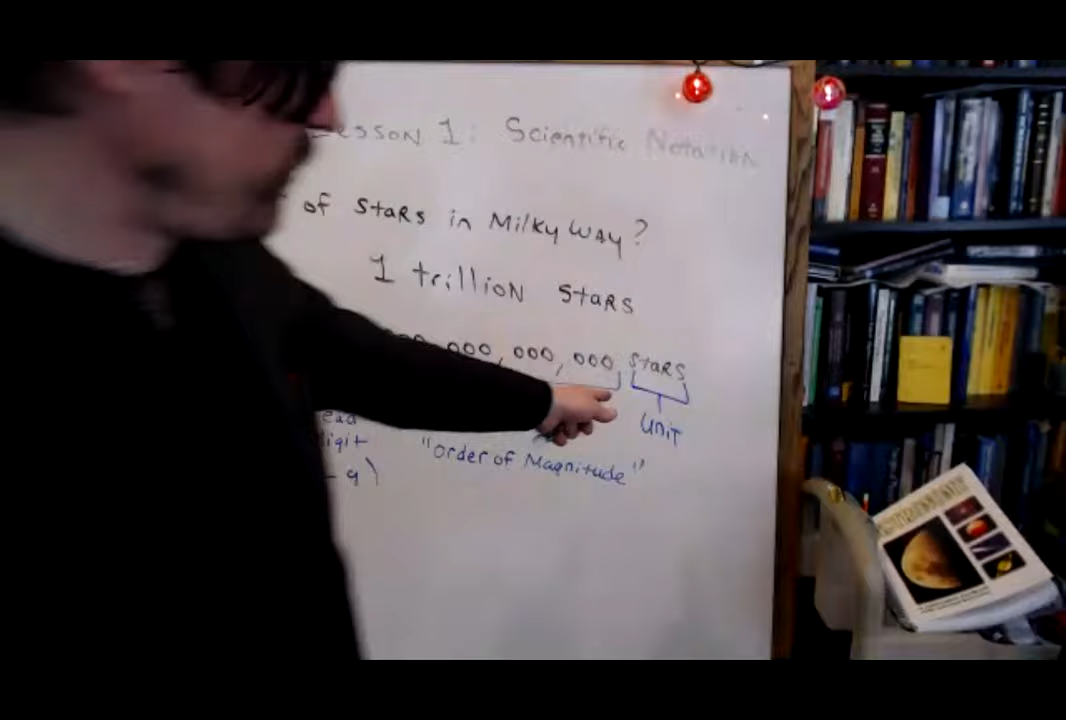 Lesson 1: Scientific Notation
of Stars in Milky Way?
1 trillion Stars
000,000,000,000 Stars
ead
digit
Unit
"Order of Magnitude"
- 9)